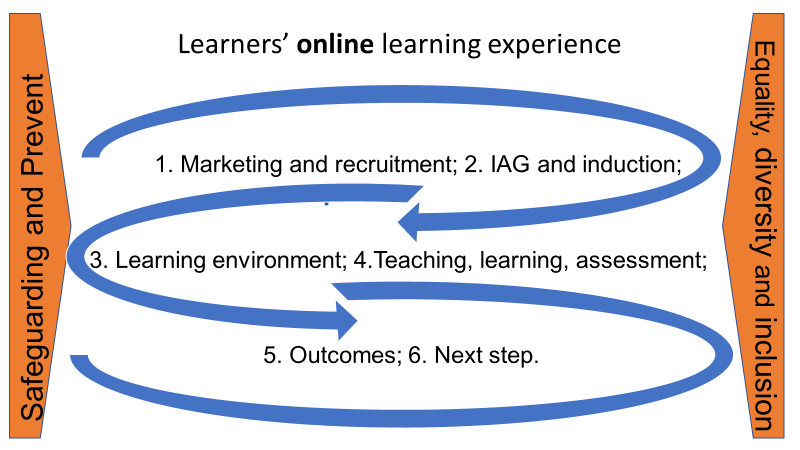 Learners’ online learning experience
Safeguarding and Prevent
1. Marketing and recruitment; 2. IAG and induction;
3. Learning environment; 4.Teaching, learning, assessment;
5. Outcomes; 6. Next step.
Equality, diversity and inclusion